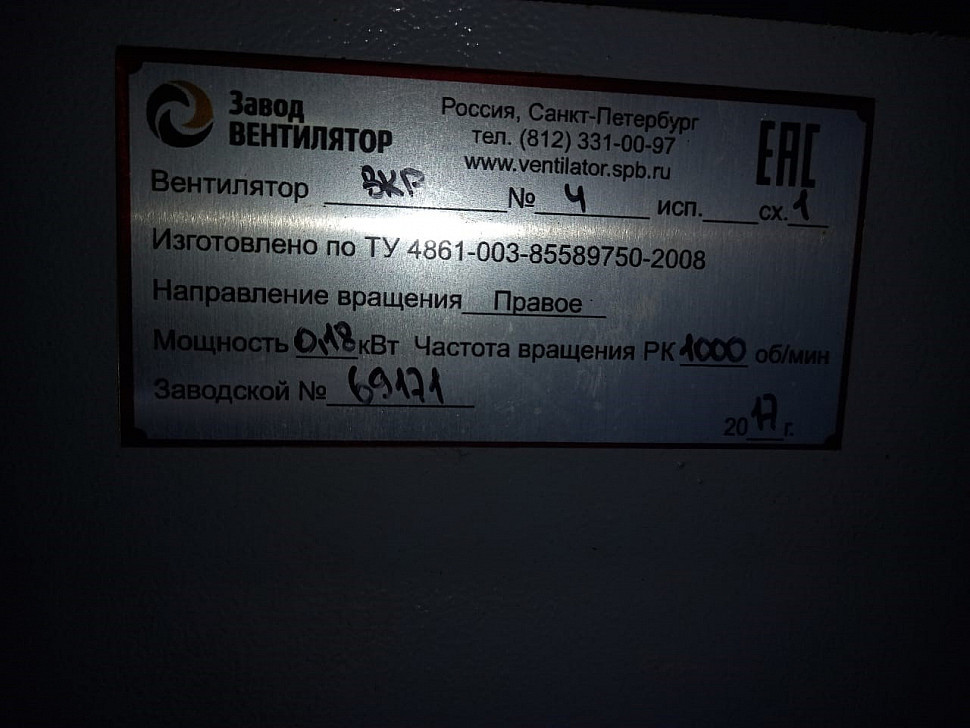 Завод
ВЕНТИЛЯТОР
Россия, Санкт-Петербург
тел. (812) 331-00-97
www.ventilator.spb.ru
EAC
Вентилятор ВКР № 4 исп.____ сх. 1
Изготовлено по ТУ 4861-003-85589750-2008
Направление вращения Правое
Мощность 0,18 кВт Частота вращения РК 1000 об/мин
Заводской № 69171
2017 г.